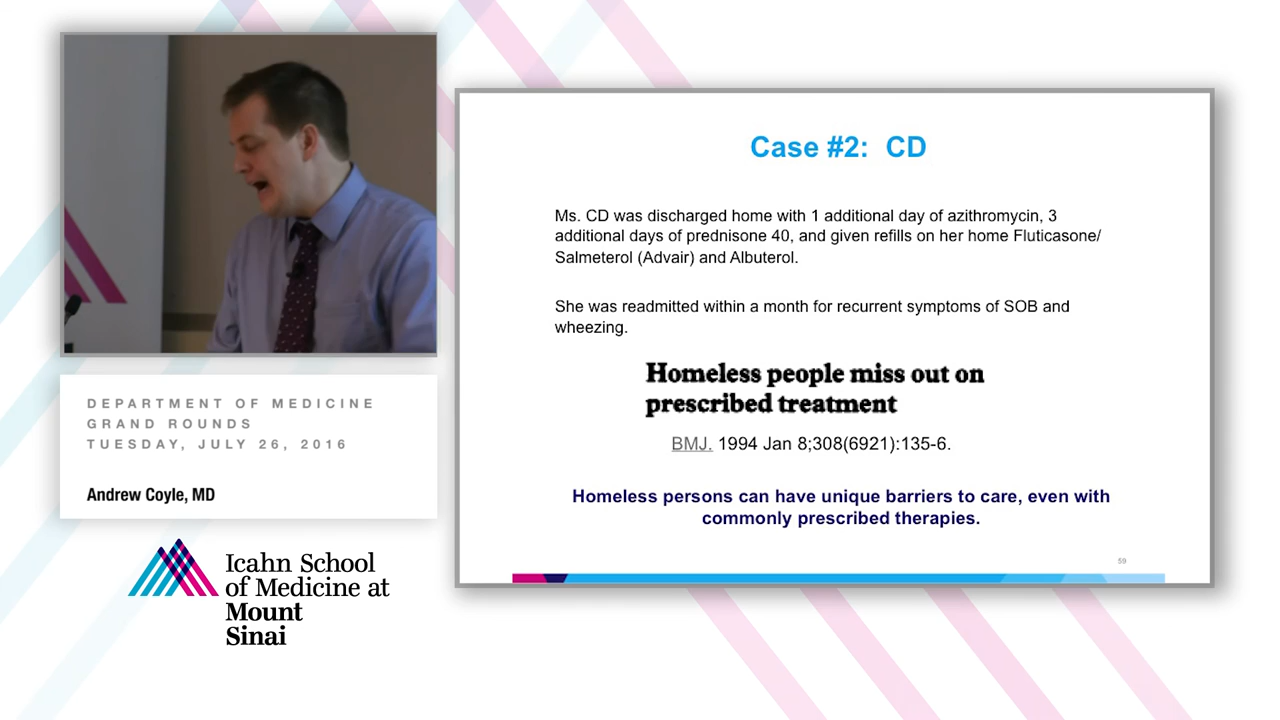 DEPARTMENT OF MEDICINE
GRAND ROUNDS
TUESDAY, JULY 26, 2016
Andrew Coyle, MD
Icahn School
of Medicine at
Mount
Sinai
Case #2: CD
Ms. CD was discharged home with 1 additional day of azithromycin, 3
additional days of prednisone 40, and given refills on her home Fluticasone/
Salmeterol (Advair) and Albuterol.
She was readmitted within a month for recurrent symptoms of SOB and
wheezing.
Homeless people miss out on
prescribed treatment
BMJ. 1994 Jan 8;308(6921):135-6.
Homeless persons can have unique barriers to care, even with
commonly prescribed therapies.
59